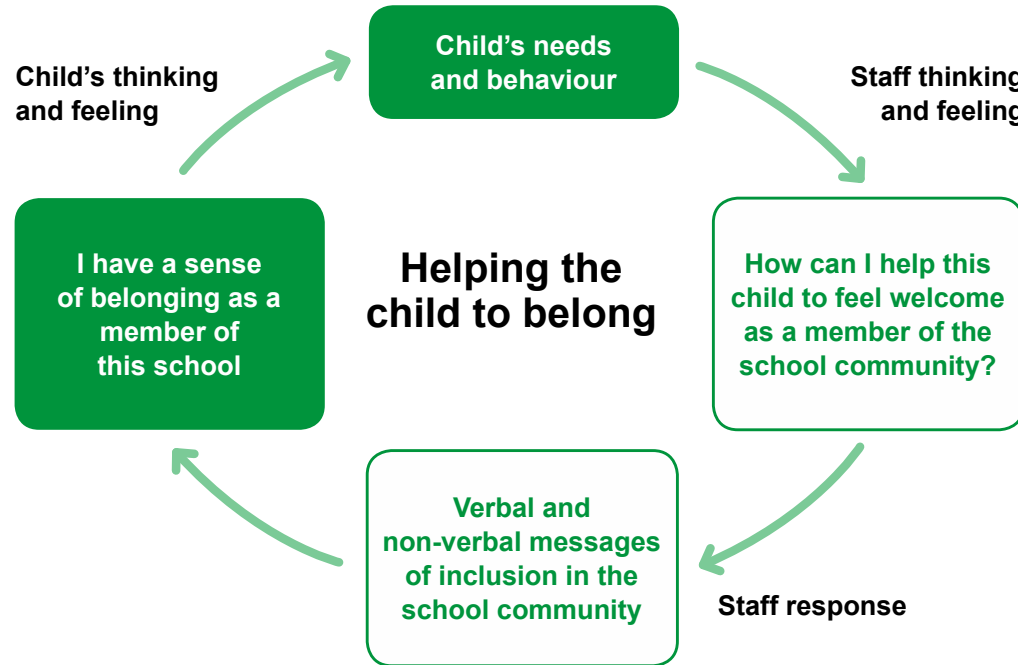 Child’s needs
and behaviour
Child’s thinking
and feeling
Staff thinking
and feeling
I have a sense
of belonging as a
member of
this school
Helping the
child to belong
How can I help this
child to feel welcome
as a member of the
school community?
Verbal and
non-verbal messages
of inclusion in the
school community
Staff response